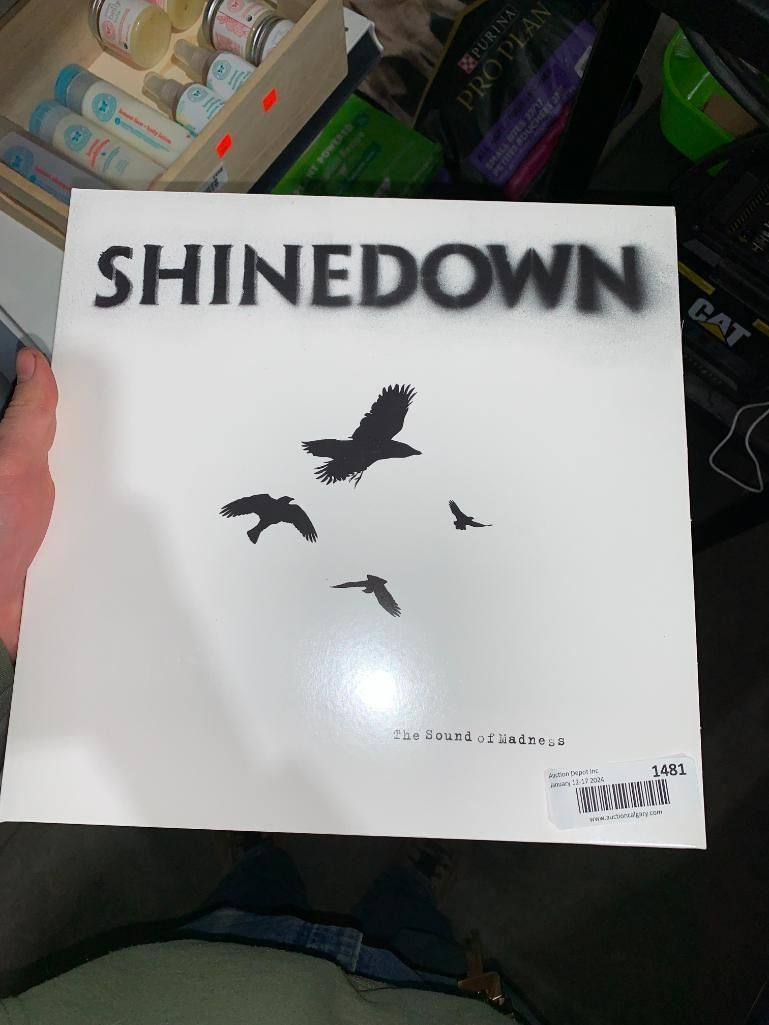 PURINA
PRO PLAN
CAT
SHINEDOWN
The Sound of Madness
Auction Depot Inc
1481
January 12-17 2024
www.auctioncalgary.com